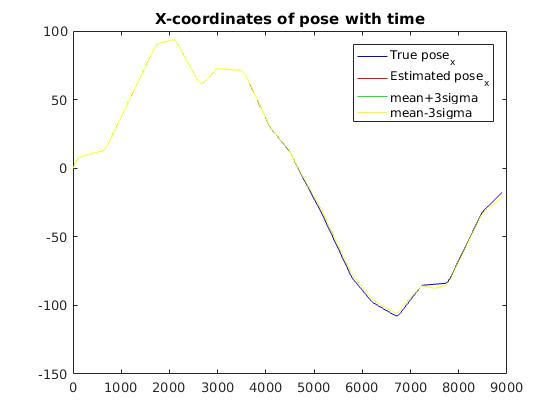 X-coordinates of pose with time
100
50
0
-50
-100
-150
0 1000 2000 3000 4000 5000 6000 7000 8000 9000
True pose_x
Estimated pose_x
mean+3sigma
mean-3sigma